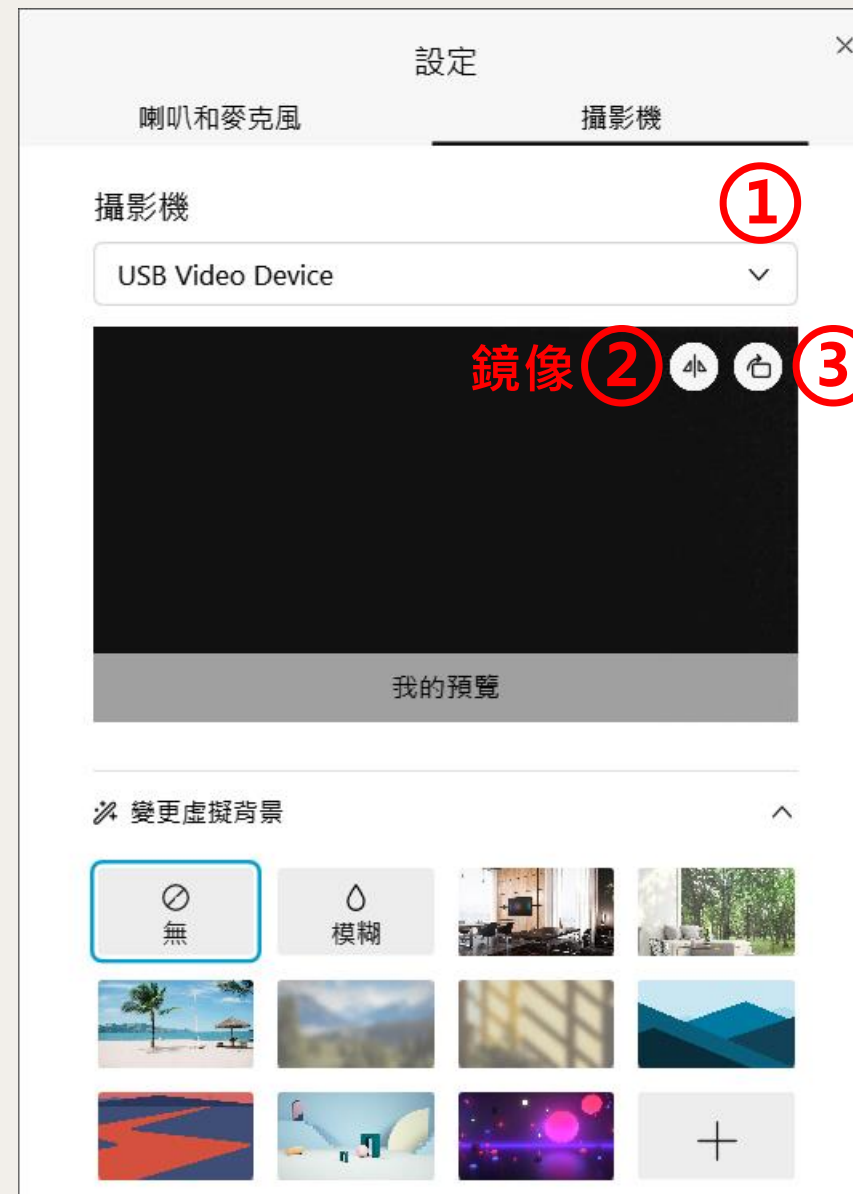 設定
喇叭和麥克風 攝影機
攝影機 ①
USB Video Device
鏡像 ② ③
我的預覽
變更虛擬背景
無 模糊